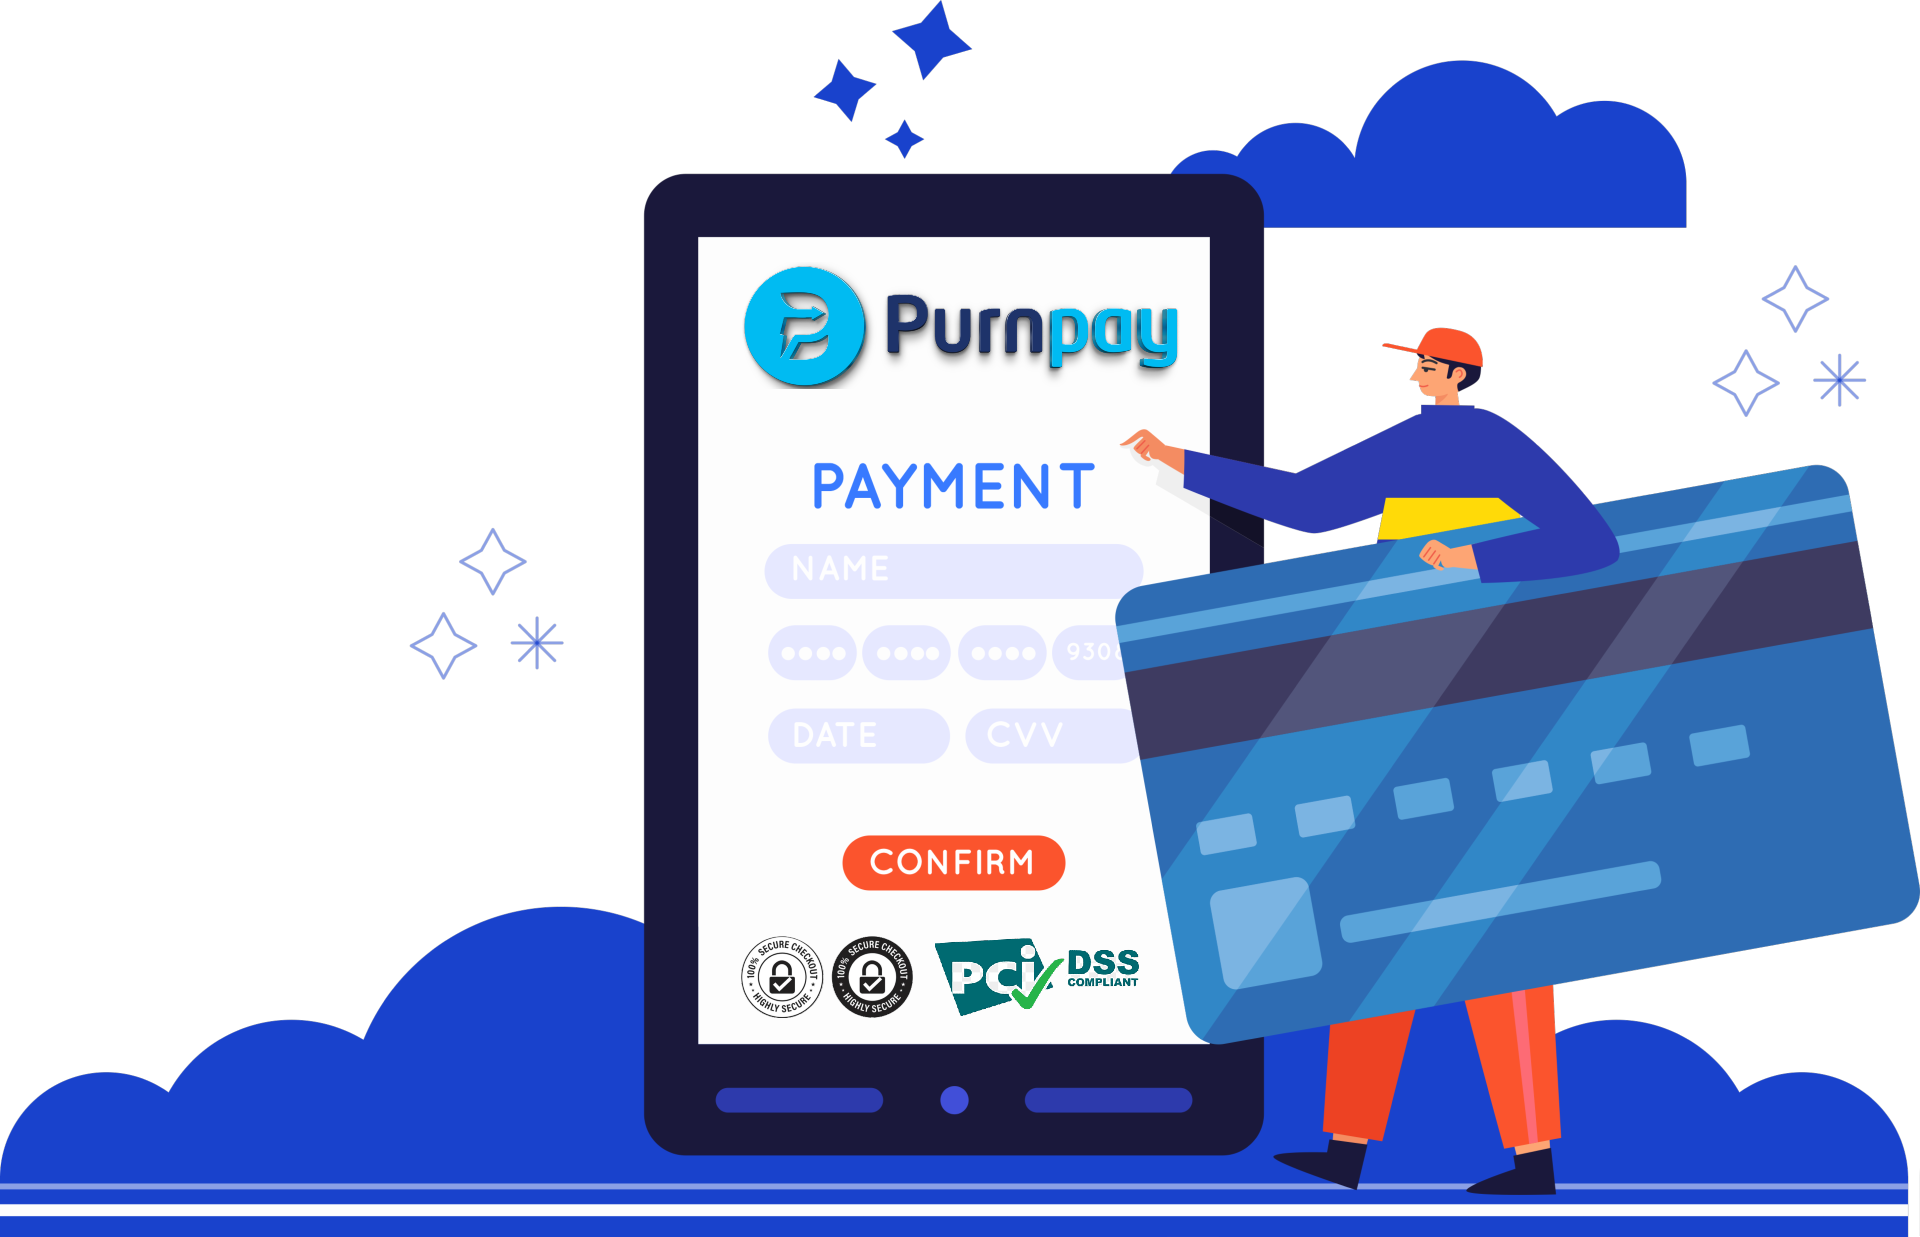 Purnpay
PAYMENT
NAME
●●●● ●●●● ●●●● 930
DATE CVV
CONFIRM
100% SECURE CHECKOUT
• HIGHLY SECURE •
100% SECURE CHECKOUT
• HIGHLY SECURE •
PCi DSS
COMPLIANT